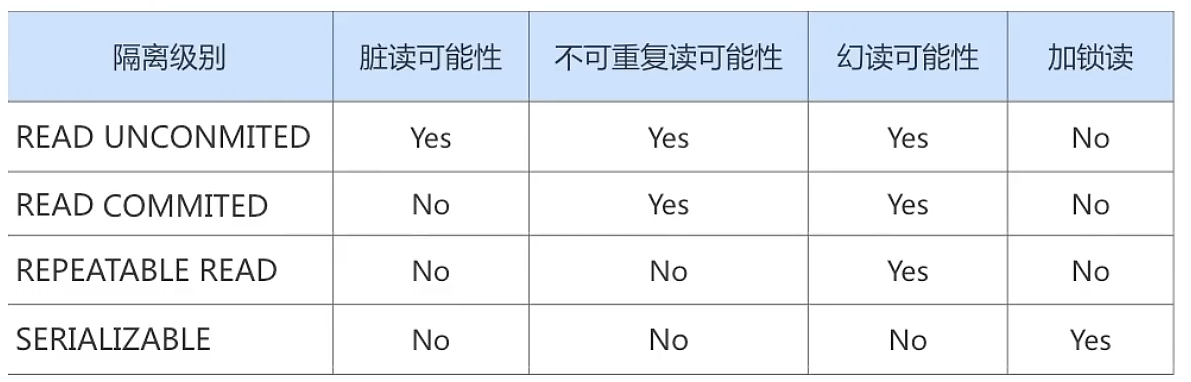 隔离级别 脏读可能性 不可重复读可能性 幻读可能性 加锁读
READ UNCONMITED Yes Yes Yes No
READ COMMITED No Yes Yes No
REPEATABLE READ No No Yes No
SERIALIZABLE No No No Yes